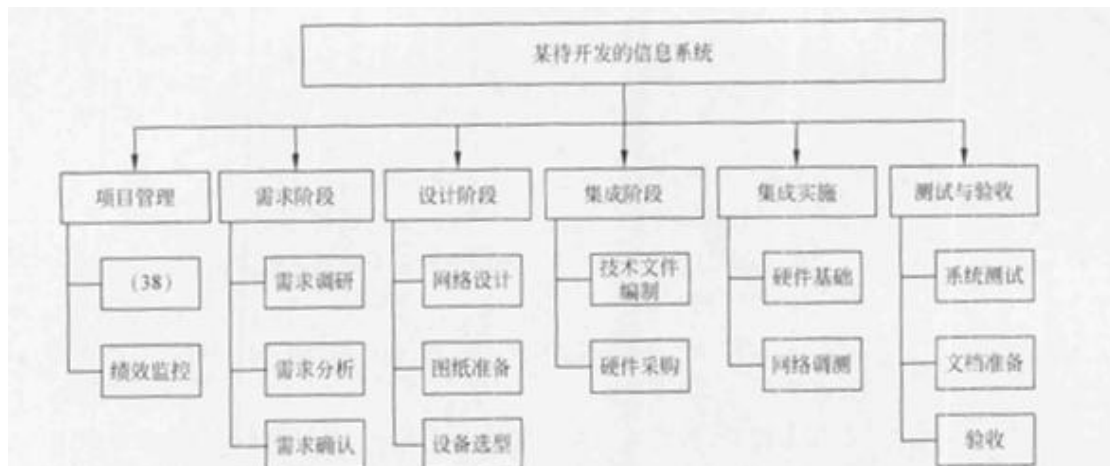 某待开发的信息系统
项目管理
需求阶段
设计阶段
集成阶段
集成实施
测试与验收
(38)
需求调研
网络设计
技术文件
编制
硬件基础
系统测试
绩效监控
需求分析
图纸准备
硬件采购
网络调测
文档准备
需求确认
设备选型
验收